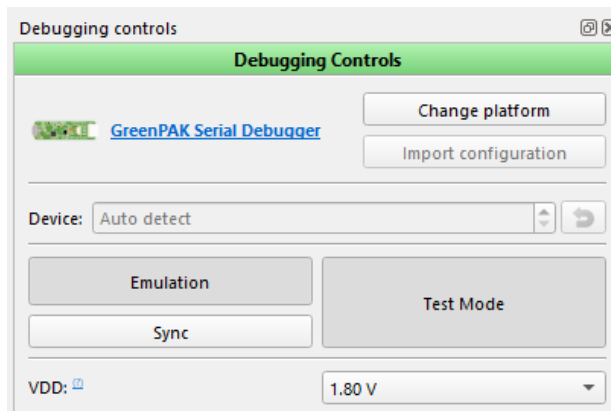 Debugging controls
Debugging Controls
GreenPAK Serial Debugger
Change platform
Import configuration
Device: Auto detect
Emulation
Test Mode
Sync
VDD: 1.80 V